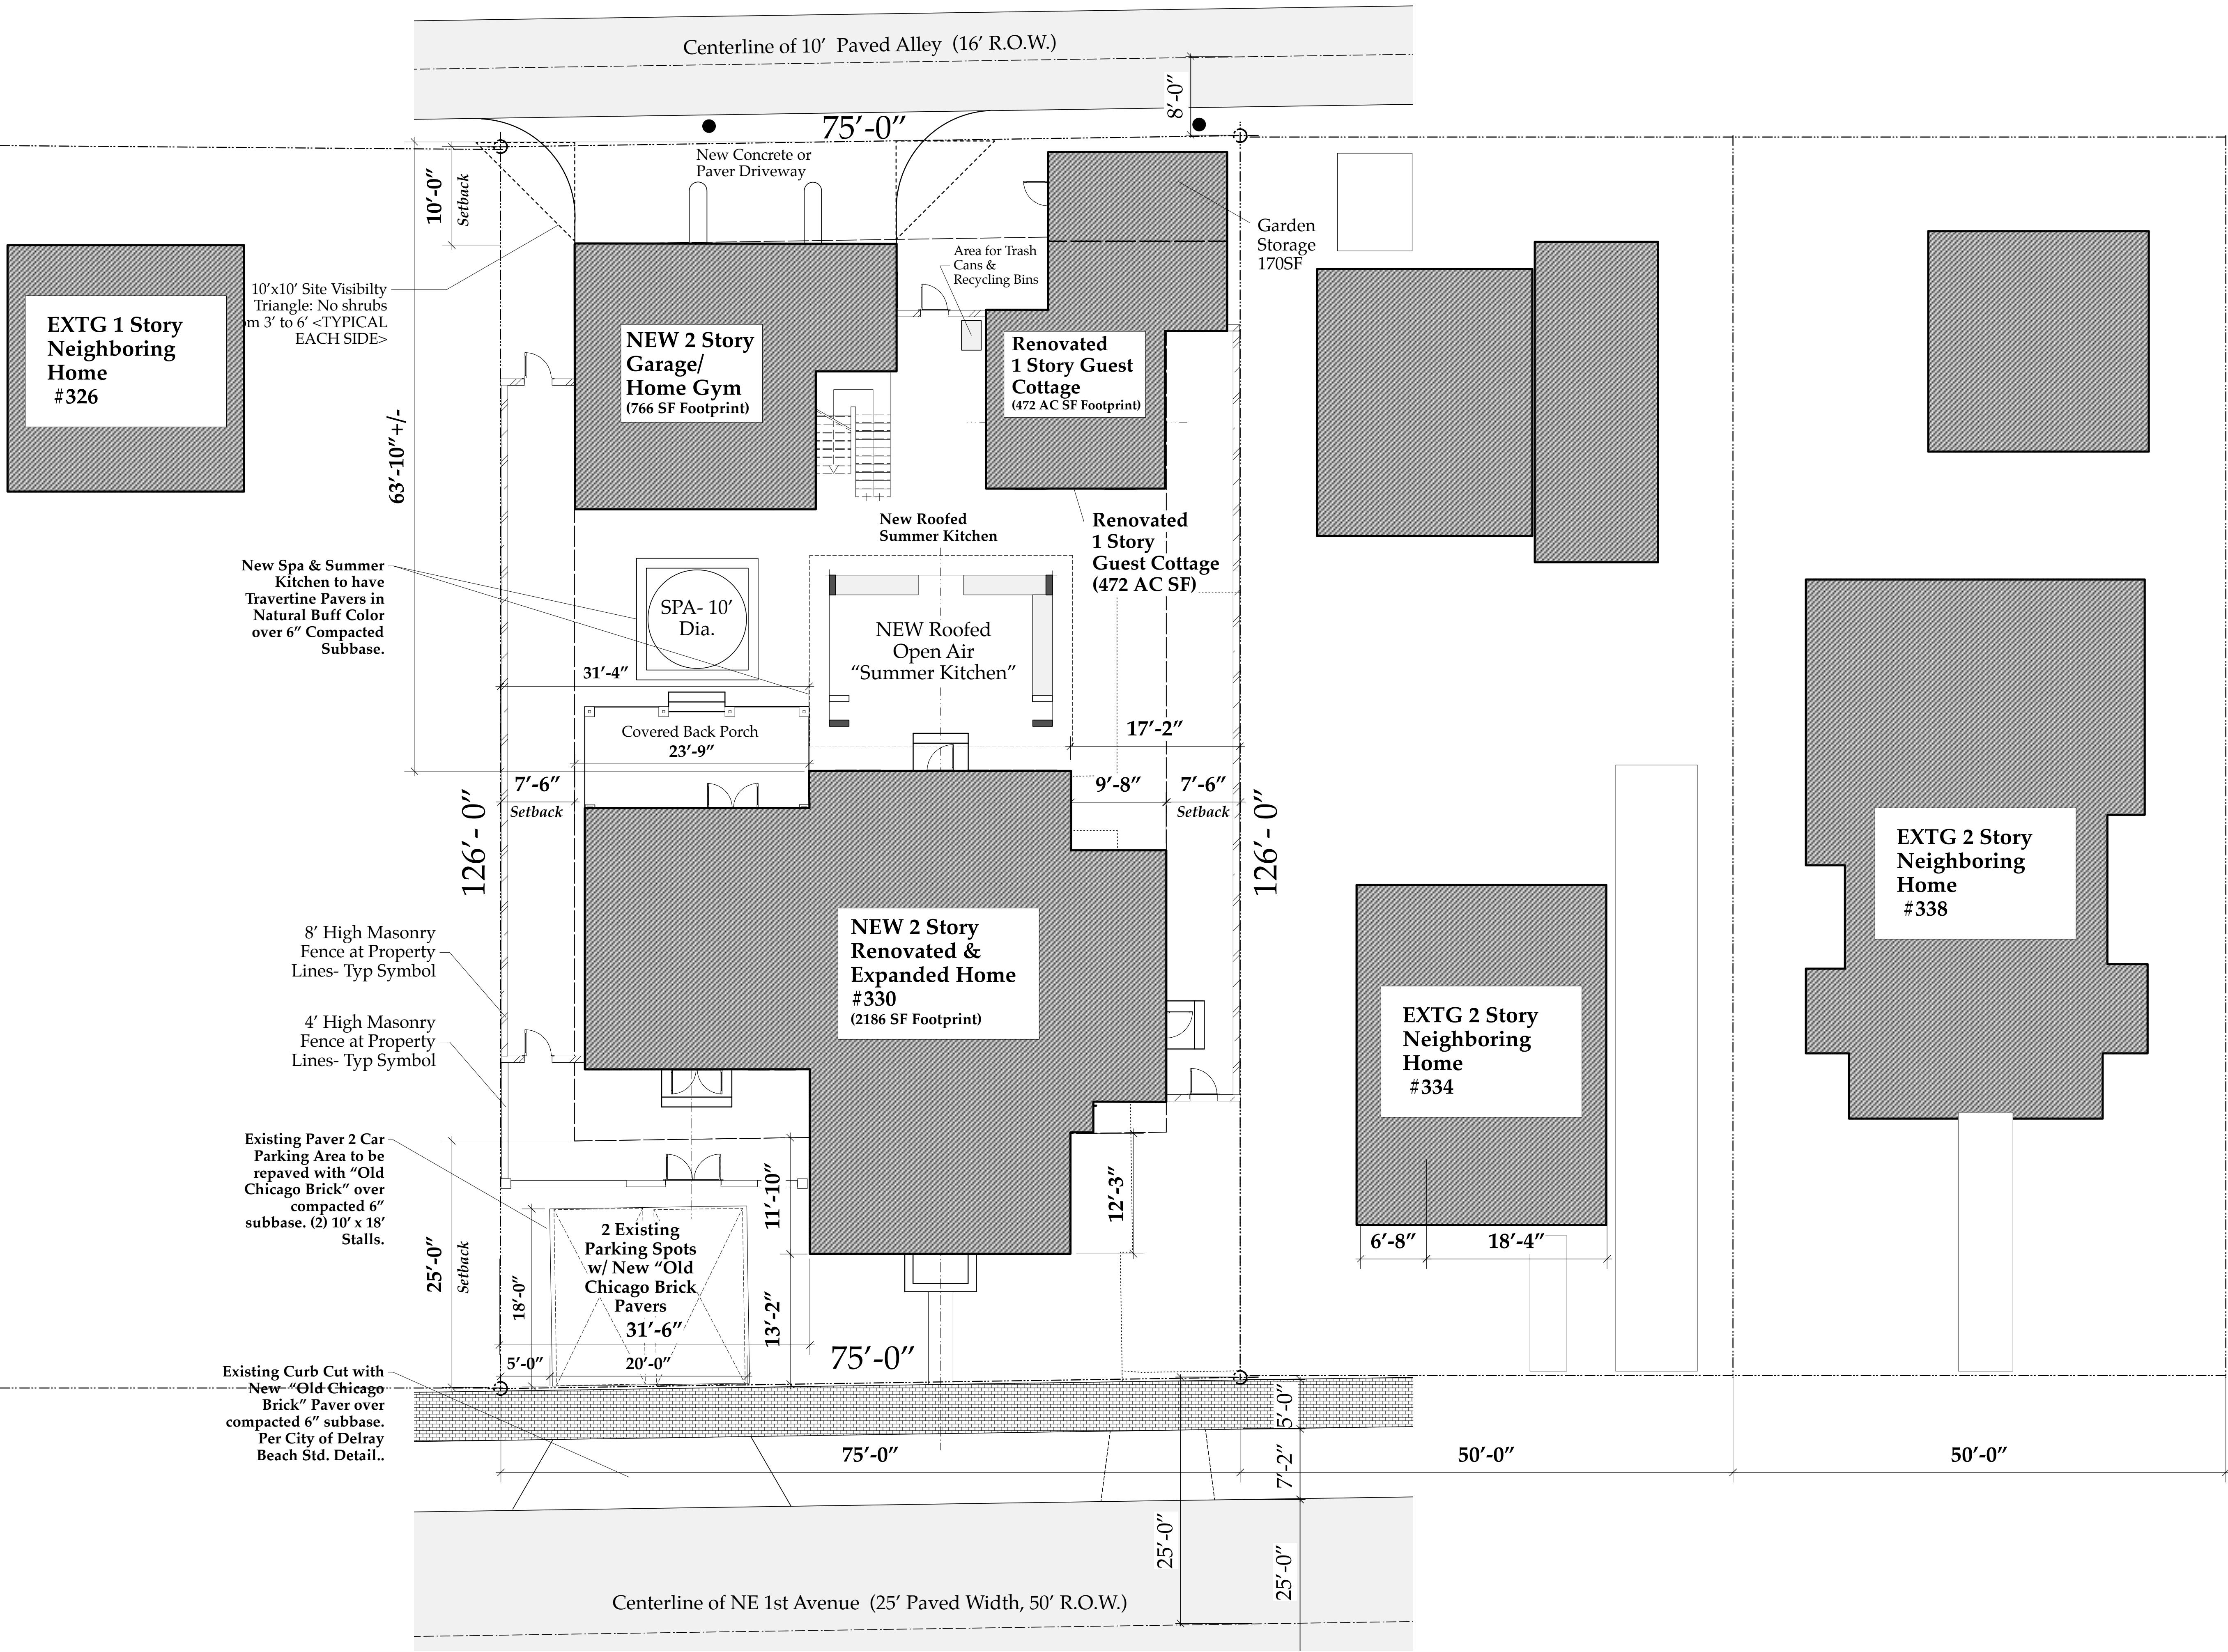 Centerline of 10’ Paved Alley (16’ R.O.W.)
8’-0”
75’-0”
New Concrete or
Paver Driveway
10’-0”
Setback
Garden
Storage
170SF
Area for Trash
Cans &
Recycling Bins
10’x10’ Site Visibilty
Triangle: No shrubs
m 3’ to 6’ <TYPICAL
EACH SIDE>
EXTG 1 Story
Neighboring
Home
#326
NEW 2 Story
Garage/
Home Gym
(766 SF Footprint)
Renovated
1 Story Guest
Cottage
(472 AC SF Footprint)
63’-10”+/-
New Roofed
Summer Kitchen
Renovated
1 Story
Guest Cottage
(472 AC SF)
New Spa & Summer
Kitchen to have
Travertine Pavers in
Natural Buff Color
over 6” Compacted
Subbase.
SPA- 10’
Dia.
NEW Roofed
Open Air
“Summer Kitchen”
31’-4”
Covered Back Porch
23’-9”
17’-2”
7’-6”
Setback
9’-8”
7’-6”
Setback
126’- 0”
126’- 0”
EXTG 2 Story
Neighboring
Home
#338
8’ High Masonry
Fence at Property
Lines- Typ Symbol
NEW 2 Story
Renovated &
Expanded Home
#330
(2186 SF Footprint)
4’ High Masonry
Fence at Property
Lines- Typ Symbol
EXTG 2 Story
Neighboring
Home
#334
Existing Paver 2 Car
Parking Area to be
repaved with “Old
Chicago Brick” over
compacted 6”
subbase. (2) 10’ x 18’
Stalls.
11’-10”
12’-3”
25’-0”
Setback
18’-0”
2 Existing
Parking Spots
w/ New “Old
Chicago Brick
Pavers
31’-6”
13’-2”
6’-8”
18’-4”
5’-0”
20’-0”
75’-0”
Existing Curb Cut with
New “Old Chicago
Brick” Paver over
compacted 6” subbase.
Per City of Delray
Beach Std. Detail..
5’-0”
7’-2”
75’-0”
50’-0”
50’-0”
25’-0”
25’-0”
Centerline of NE 1st Avenue (25’ Paved Width, 50’ R.O.W.)